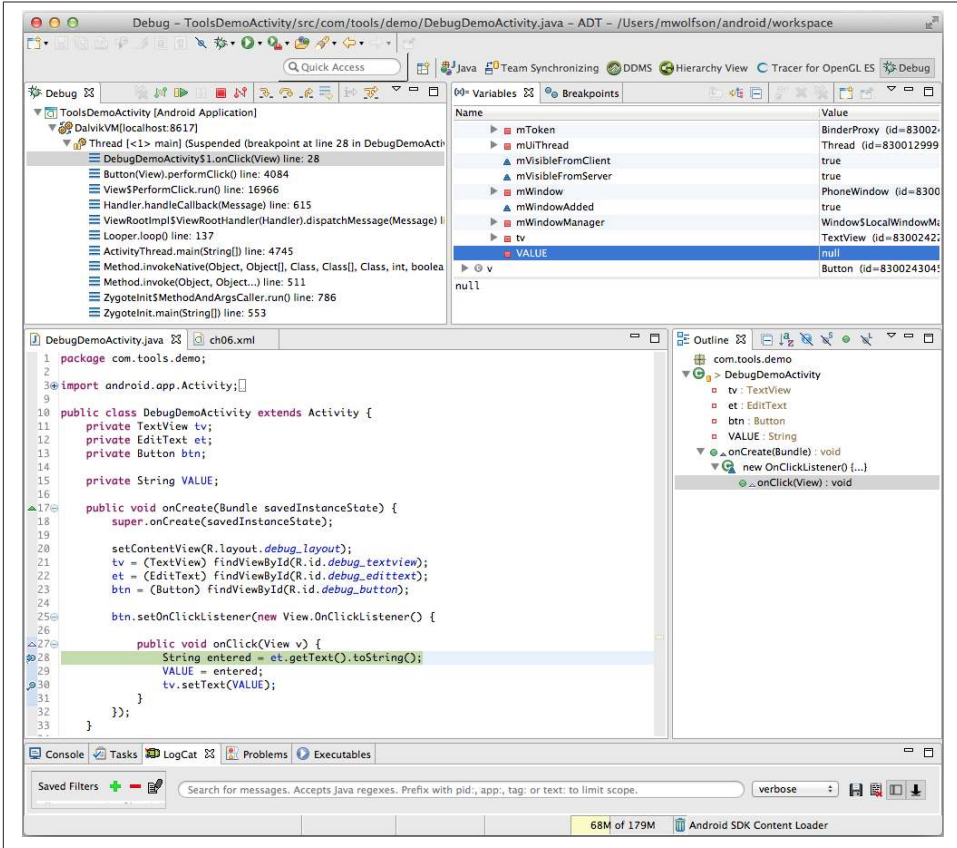 Debug – ToolsDemoActivity/src/com/tools/demo/DebugDemoActivity.java – ADT – /Users/mwolfson/android/workspace
Quick Access
Java
Team Synchronizing
DDMS
Hierarchy View
Tracer for OpenGL ES
Debug
Debug
ToolsDemoActivity [Android Application]
DalvikVM[localhost:8617]
Thread [<1> main] (Suspended (breakpoint at line 28 in DebugDemoActiv
DebugDemoActivity$1.onClick(View) line: 28
Button(View).performClick() line: 4084
View$PerformClick.run() line: 16966
Handler.handleCallback(Message) line: 615
ViewRootImpl$ViewRootHandler(Handler).dispatchMessage(Message) li
Looper.loop() line: 137
ActivityThread.main(String[]) line: 4745
Method.invokeNative(Object, Object[], Class, Class[], Class, int, boolea
Method.invoke(Object, Object...) line: 511
ZygoteInit$MethodAndArgsCaller.run() line: 786
ZygoteInit.main(String[]) line: 553
(x)= Variables
Breakpoints
Name Value
mToken BinderProxy (id=83002
mUiThread Thread (id=830012999
mVisibleFromClient true
mVisibleFromServer true
mWindow PhoneWindow (id=8300
mWindowAdded true
mWindowManager Window$LocalWindowMa
tv TextView (id=83002422
VALUE null
v Button (id=8300243045
null
DebugDemoActivity.java
ch06.xml
1 package com.tools.demo;
2
3 import android.app.Activity;
9
10 public class DebugDemoActivity extends Activity {
11 private TextView tv;
12 private EditText et;
13 private Button btn;
14
15 private String VALUE;
16
17 public void onCreate(Bundle savedInstanceState) {
18 super.onCreate(savedInstanceState);
19
20 setContentView(R.layout.debug_layout);
21 tv = (TextView) findViewById(R.id.debug_textview);
22 et = (EditText) findViewById(R.id.debug_edittext);
23 btn = (Button) findViewById(R.id.debug_button);
24
25 btn.setOnClickListener(new View.OnClickListener() {
26
27 public void onClick(View v) {
28 String entered = et.getText().toString();
29 VALUE = entered;
30 tv.setText(VALUE);
31 }
32 });
33 }
Outline
com.tools.demo
> DebugDemoActivity
tv : TextView
et : EditText
btn : Button
VALUE : String
onCreate(Bundle) : void
new OnClickListener() {...}
onClick(View) : void
Console
Tasks
LogCat
Problems
Executables
Saved Filters
Search for messages. Accepts Java regexes. Prefix with pid:, app:, tag: or text: to limit scope.
verbose
68M of 179M
Android SDK Content Loader